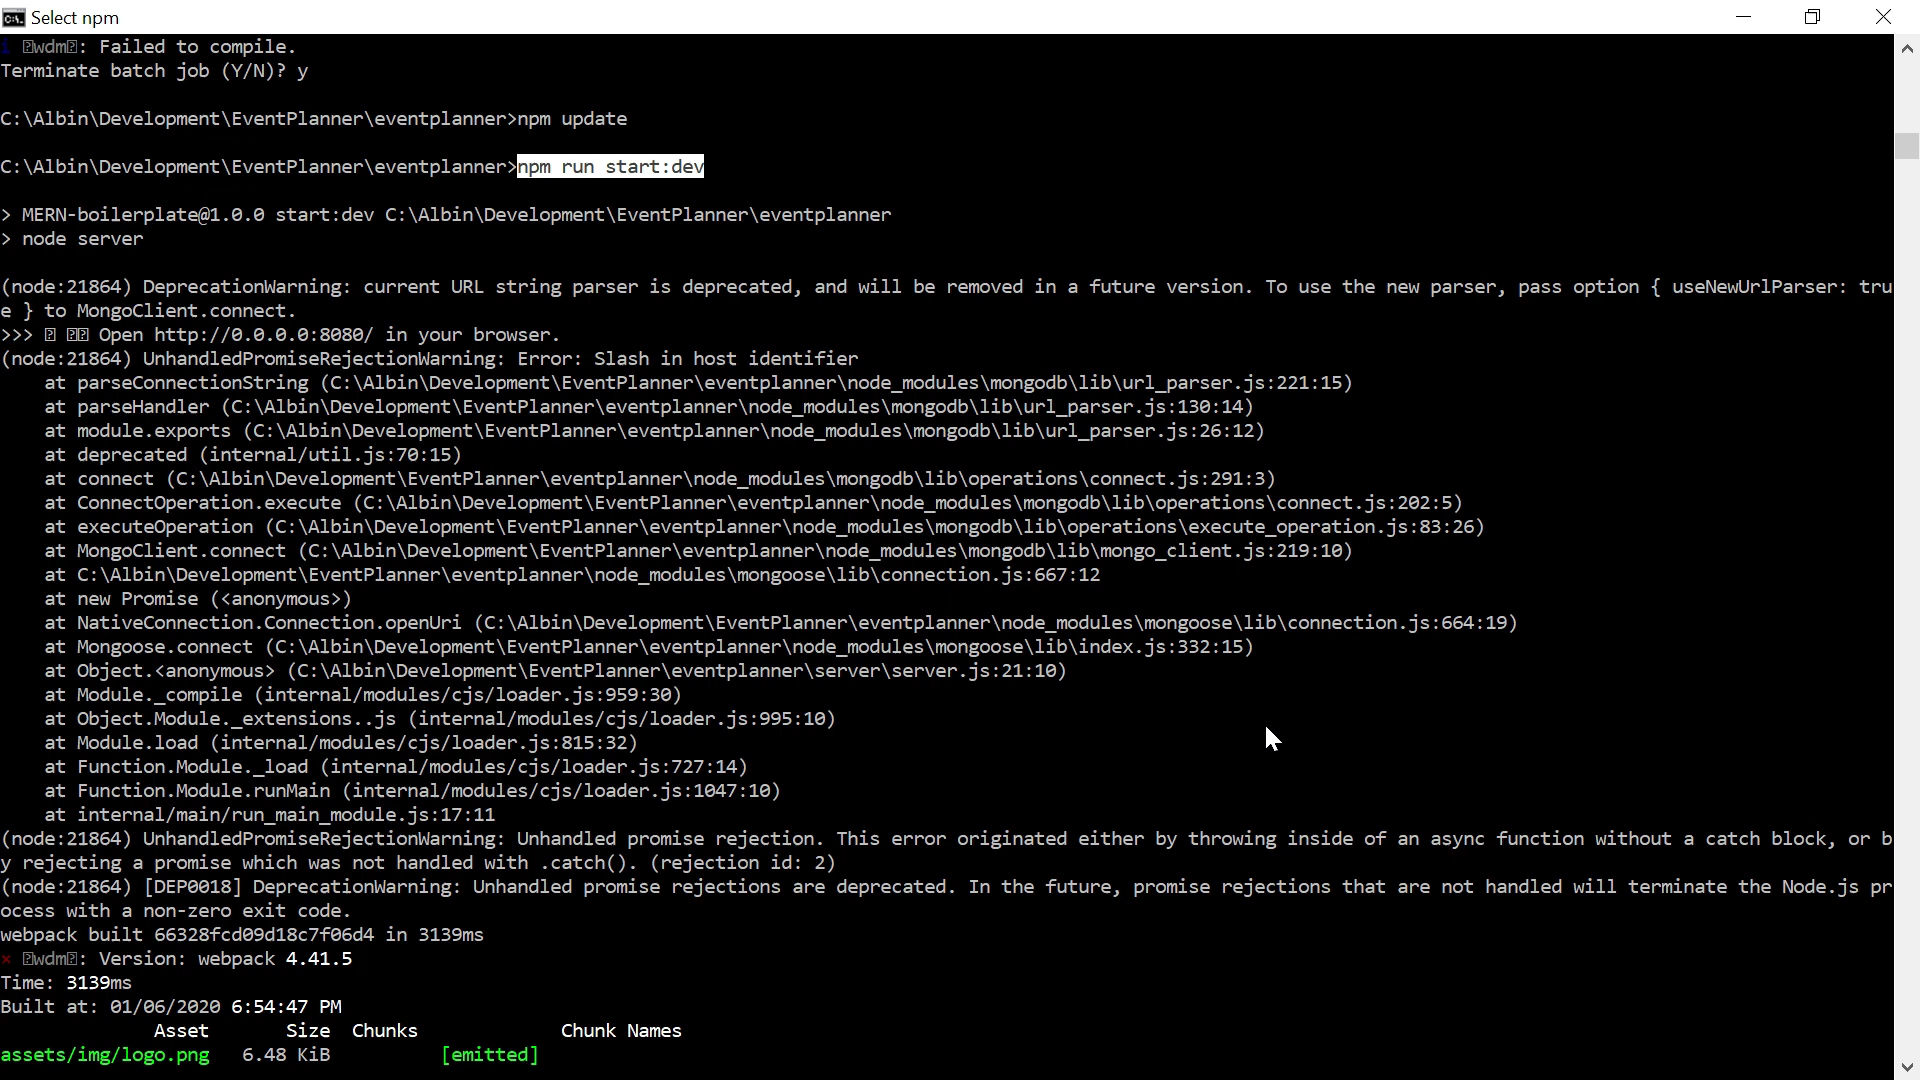 Select npm
i ⍰wdm⍰: Failed to compile.
Terminate batch job (Y/N)? y
C:\Albin\Development\EventPlanner\eventplanner>npm update
C:\Albin\Development\EventPlanner\eventplanner>npm run start:dev
> MERN-boilerplate@1.0.0 start:dev C:\Albin\Development\EventPlanner\eventplanner
> node server
(node:21864) DeprecationWarning: current URL string parser is deprecated, and will be removed in a future version. To use the new parser, pass option { useNewUrlParser: tru
e } to MongoClient.connect.
>>> ⍰ ⍰⍰ Open http://0.0.0.0:8080/ in your browser.
(node:21864) UnhandledPromiseRejectionWarning: Error: Slash in host identifier
    at parseConnectionString (C:\Albin\Development\EventPlanner\eventplanner\node_modules\mongodb\lib\url_parser.js:221:15)
    at parseHandler (C:\Albin\Development\EventPlanner\eventplanner\node_modules\mongodb\lib\url_parser.js:130:14)
    at module.exports (C:\Albin\Development\EventPlanner\eventplanner\node_modules\mongodb\lib\url_parser.js:26:12)
    at deprecated (internal/util.js:70:15)
    at connect (C:\Albin\Development\EventPlanner\eventplanner\node_modules\mongodb\lib\operations\connect.js:291:3)
    at ConnectOperation.execute (C:\Albin\Development\EventPlanner\eventplanner\node_modules\mongodb\lib\operations\connect.js:202:5)
    at executeOperation (C:\Albin\Development\EventPlanner\eventplanner\node_modules\mongodb\lib\operations\execute_operation.js:83:26)
    at MongoClient.connect (C:\Albin\Development\EventPlanner\eventplanner\node_modules\mongodb\lib\mongo_client.js:219:10)
    at C:\Albin\Development\EventPlanner\eventplanner\node_modules\mongoose\lib\connection.js:667:12
    at new Promise (<anonymous>)
    at NativeConnection.Connection.openUri (C:\Albin\Development\EventPlanner\eventplanner\node_modules\mongoose\lib\connection.js:664:19)
    at Mongoose.connect (C:\Albin\Development\EventPlanner\eventplanner\node_modules\mongoose\lib\index.js:332:15)
    at Object.<anonymous> (C:\Albin\Development\EventPlanner\eventplanner\server\server.js:21:10)
    at Module._compile (internal/modules/cjs/loader.js:959:30)
    at Object.Module._extensions..js (internal/modules/cjs/loader.js:995:10)
    at Module.load (internal/modules/cjs/loader.js:815:32)
    at Function.Module._load (internal/modules/cjs/loader.js:727:14)
    at Function.Module.runMain (internal/modules/cjs/loader.js:1047:10)
    at internal/main/run_main_module.js:17:11
(node:21864) UnhandledPromiseRejectionWarning: Unhandled promise rejection. This error originated either by throwing inside of an async function without a catch block, or b
y rejecting a promise which was not handled with .catch(). (rejection id: 2)
(node:21864) [DEP0018] DeprecationWarning: Unhandled promise rejections are deprecated. In the future, promise rejections that are not handled will terminate the Node.js pr
ocess with a non-zero exit code.
webpack built 66328fcd09d18c7f06d4 in 3139ms
× ⍰wdm⍰: Version: webpack 4.41.5
Time: 3139ms
Built at: 01/06/2020 6:54:47 PM
Asset Size Chunks Chunk Names
assets/img/logo.png 6.48 KiB [emitted]